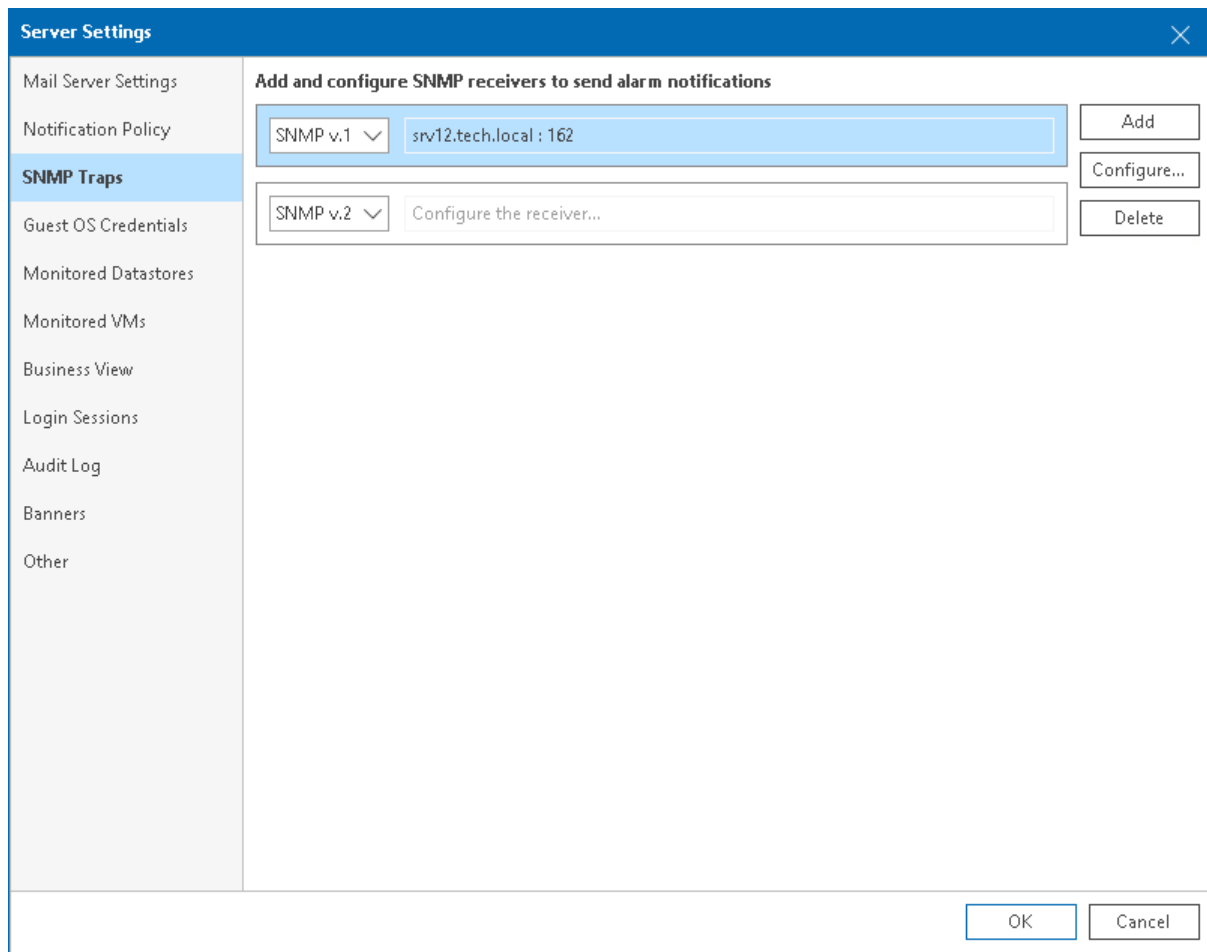 Server Settings
Mail Server Settings
Notification Policy
SNMP Traps
Guest OS Credentials
Monitored Datastores
Monitored VMs
Business View
Login Sessions
Audit Log
Banners
Other
Add and configure SNMP receivers to send alarm notifications
SNMP v.1 srv12.tech.local : 162
SNMP v.2 Configure the receiver...
Add
Configure...
Delete
OK Cancel